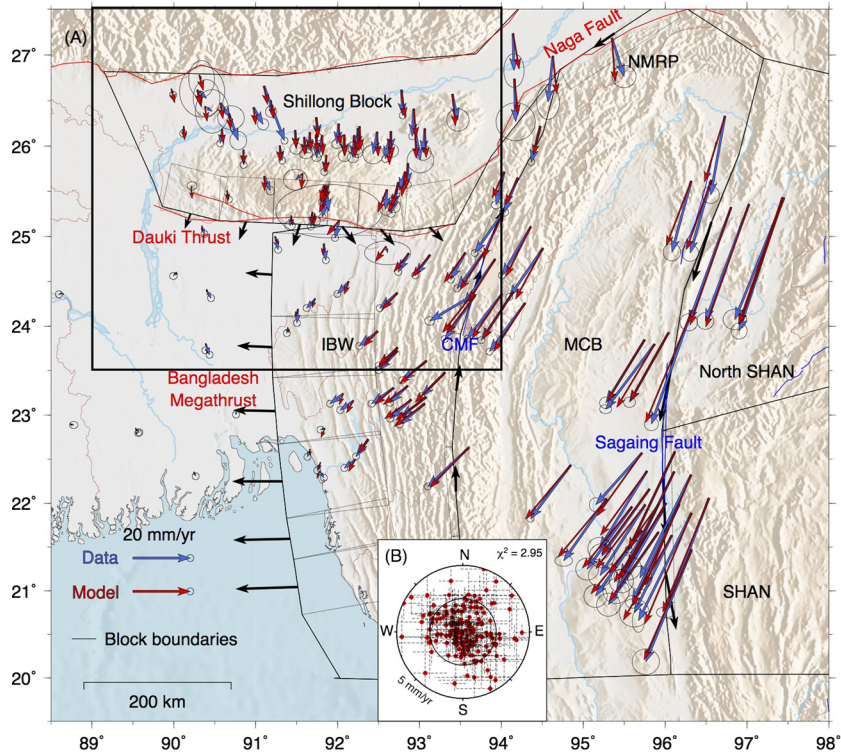 27°
26°
25°
24°
23°
22°
21°
20°
(A)
Naga Fault
NMRP
Shillong Block
Dauki Thrust
IBW
CMF
MCB
North SHAN
Bangladesh
Megathrust
Sagaing Fault
20 mm/yr
Data
Model
SHAN
Block boundaries
200 km
(B)
N
χ² = 2.95
W
E
5 mm/yr
S
89° 90° 91° 92° 93° 94° 95° 96° 97° 98°